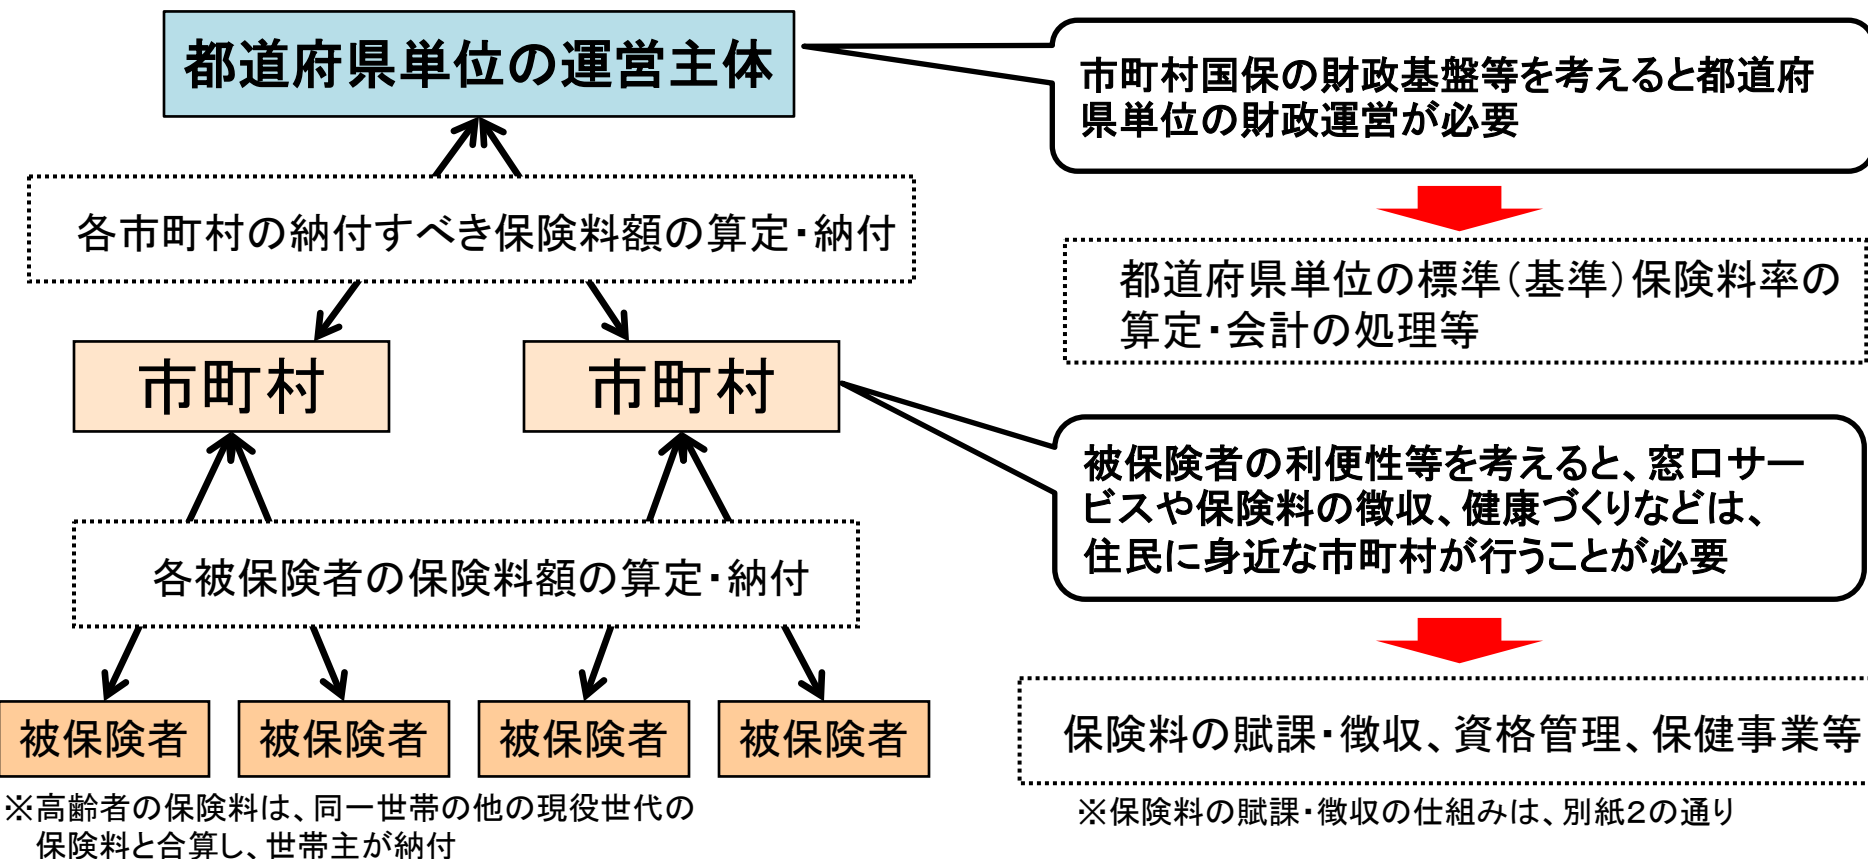 都道府県単位の運営主体
市町村国保の財政基盤等を考えると都道府
県単位の財政運営が必要
各市町村の納付すべき保険料額の算定・納付
都道府県単位の標準(基準)保険料率の
算定・会計の処理等
市町村
市町村
被保険者の利便性等を考えると、窓口サー
ビスや保険料の徴収、健康づくりなどは、
住民に身近な市町村が行うことが必要
各被保険者の保険料額の算定・納付
被保険者
被保険者
被保険者
被保険者
保険料の賦課・徴収、資格管理、保健事業等
※高齢者の保険料は、同一世帯の他の現役世代の
保険料と合算し、世帯主が納付
※保険料の賦課・徴収の仕組みは、別紙2の通り